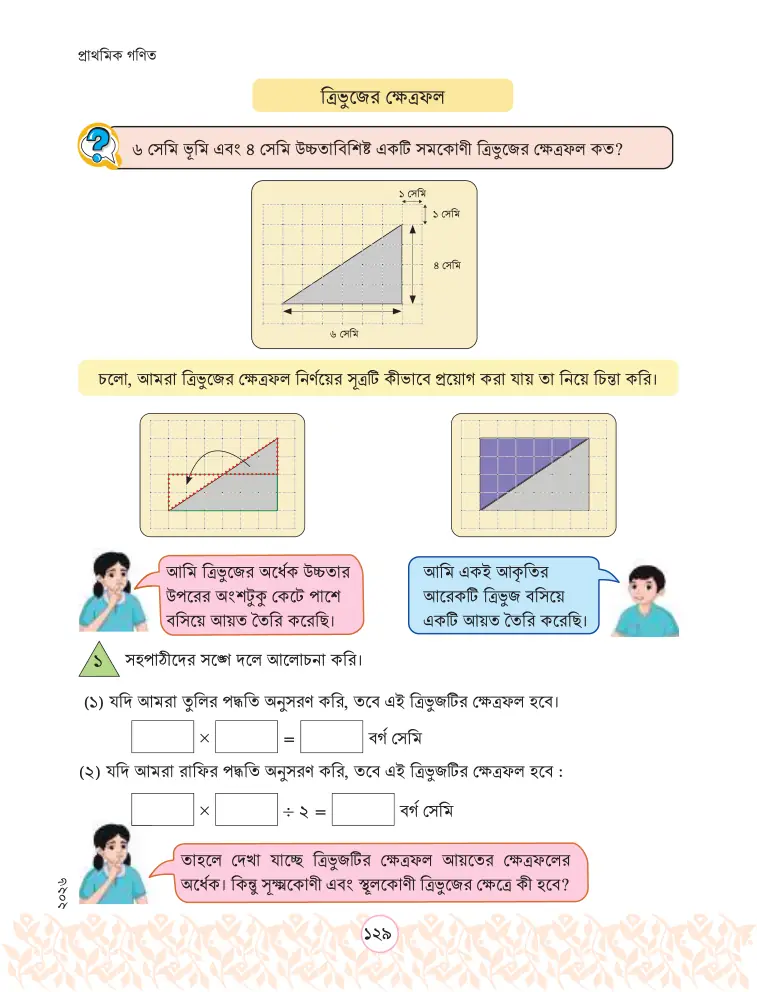 প্রাথমিক গণিত
ত্রিভুজের ক্ষেত্রফল
?
৬ সেমি ভূমি এবং ৪ সেমি উচ্চতাবিশিষ্ট একটি সমকোণী ত্রিভুজের ক্ষেত্রফল কত?
১ সেমি
১ সেমি
৪ সেমি
৬ সেমি
চলো, আমরা ত্রিভুজের ক্ষেত্রফল নির্ণয়ের সূত্রটি কীভাবে প্রয়োগ করা যায় তা নিয়ে চিন্তা করি।
আমি ত্রিভুজের অর্ধেক উচ্চতার
উপরের অংশটুকু কেটে পাশে
বসিয়ে আয়ত তৈরি করেছি।
আমি একই আকৃতির
আরেকটি ত্রিভুজ বসিয়ে
একটি আয়ত তৈরি করেছি।
১ সহপাঠীদের সঙ্গে দলে আলোচনা করি।
(১) যদি আমরা তুলির পদ্ধতি অনুসরণ করি, তবে এই ত্রিভুজটির ক্ষেত্রফল হবে।
× = বর্গ সেমি
(২) যদি আমরা রাফির পদ্ধতি অনুসরণ করি, তবে এই ত্রিভুজটির ক্ষেত্রফল হবে :
× ÷ ২ = বর্গ সেমি
তাহলে দেখা যাচ্ছে ত্রিভুজটির ক্ষেত্রফল আয়তের ক্ষেত্রফলের
অর্ধেক। কিন্তু সূক্ষ্মকোণী এবং স্থূলকোণী ত্রিভুজের ক্ষেত্রে কী হবে?
২০২৬
১২৯